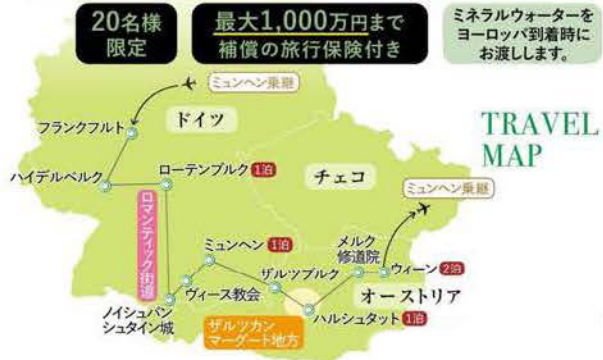 20名様
限定
最大1,000万円まで
補償の旅行保険付き
ミネラルウォーターを
ヨーロッパ到着時に
お渡しします。
ミュンヘン乗継
ドイツ
フランクフルト
TRAVEL
MAP
ハイデルベルク
ローテンブルク 1泊
チェコ
ミュンヘン乗継
ロマンティック街道
ミュンヘン 1泊
メルク
修道院
ザルツブルク
ウィーン 2泊
ヴィース教会
オーストリア
ノイシュバン
シュタイン城
ザルツカン
マーグート地方
ハルシュタット 1泊